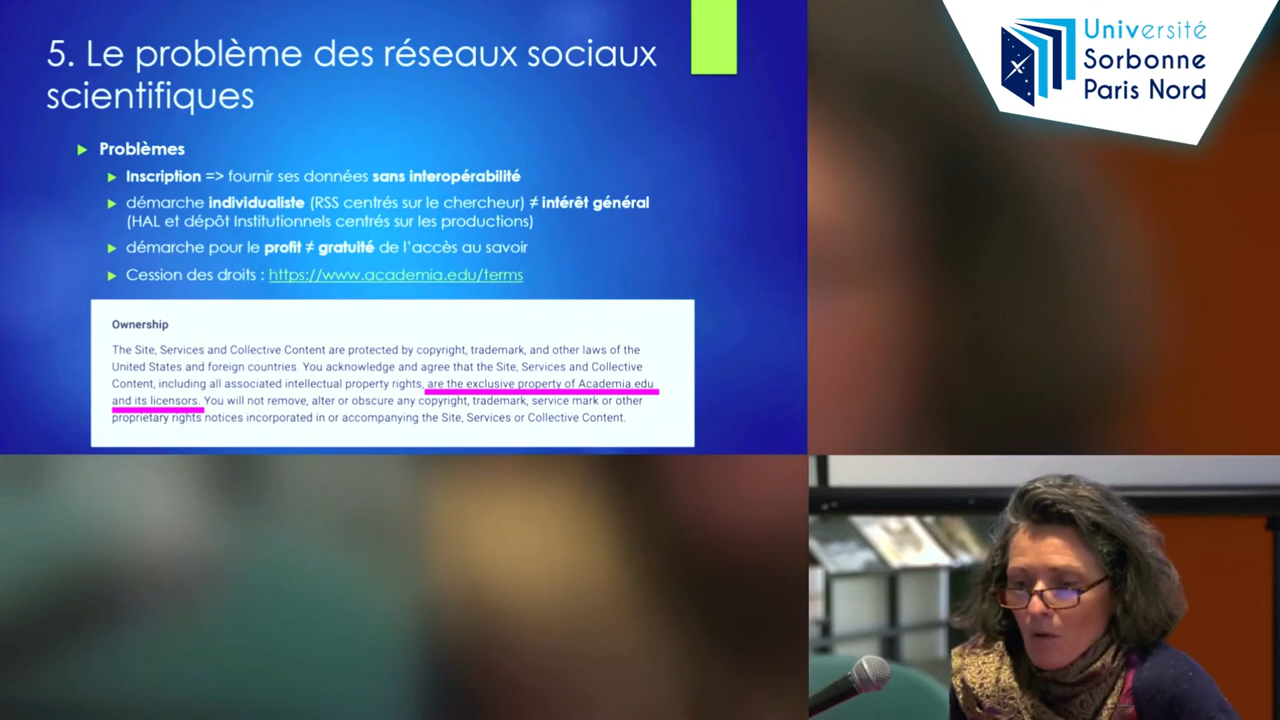 5. Le problème des réseaux sociaux
scientifiques
Problèmes
Inscription => fournir ses données sans interopérabilité
démarche individualiste (RSS centrés sur le chercheur) ≠ intérêt général
(HAL et dépôt Institutionnels centrés sur les productions)
démarche pour le profit ≠ gratuité de l'accès au savoir
Cession des droits : https://www.academia.edu/terms
Ownership
The Site, Services and Collective Content are protected by copyright, trademark, and other laws of the
United States and foreign countries. You acknowledge and agree that the Site, Services and Collective
Content, including all associated intellectual property rights, are the exclusive property of Academia.edu
and its licensors. You will not remove, alter or obscure any copyright, trademark, service mark or other
proprietary rights notices incorporated in or accompanying the Site, Services or Collective Content.
Université
Sorbonne
Paris Nord